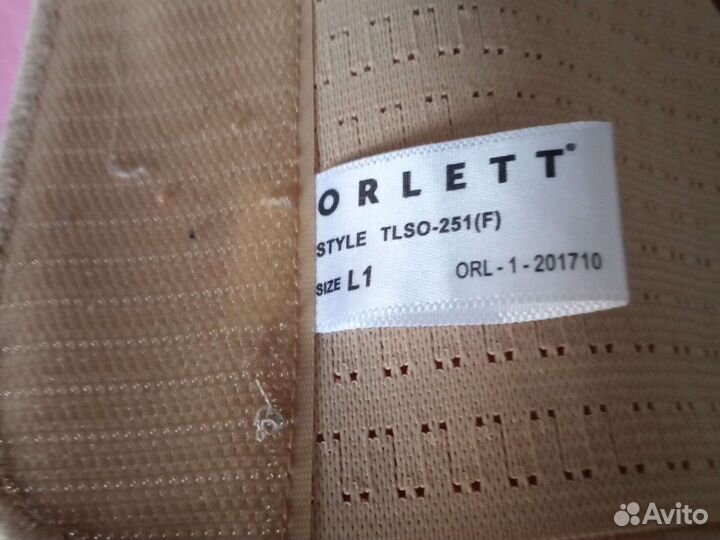 ORLETT®
STYLE TLSO-251(F)
SIZE L1 ORL - 1 - 201710
Avito